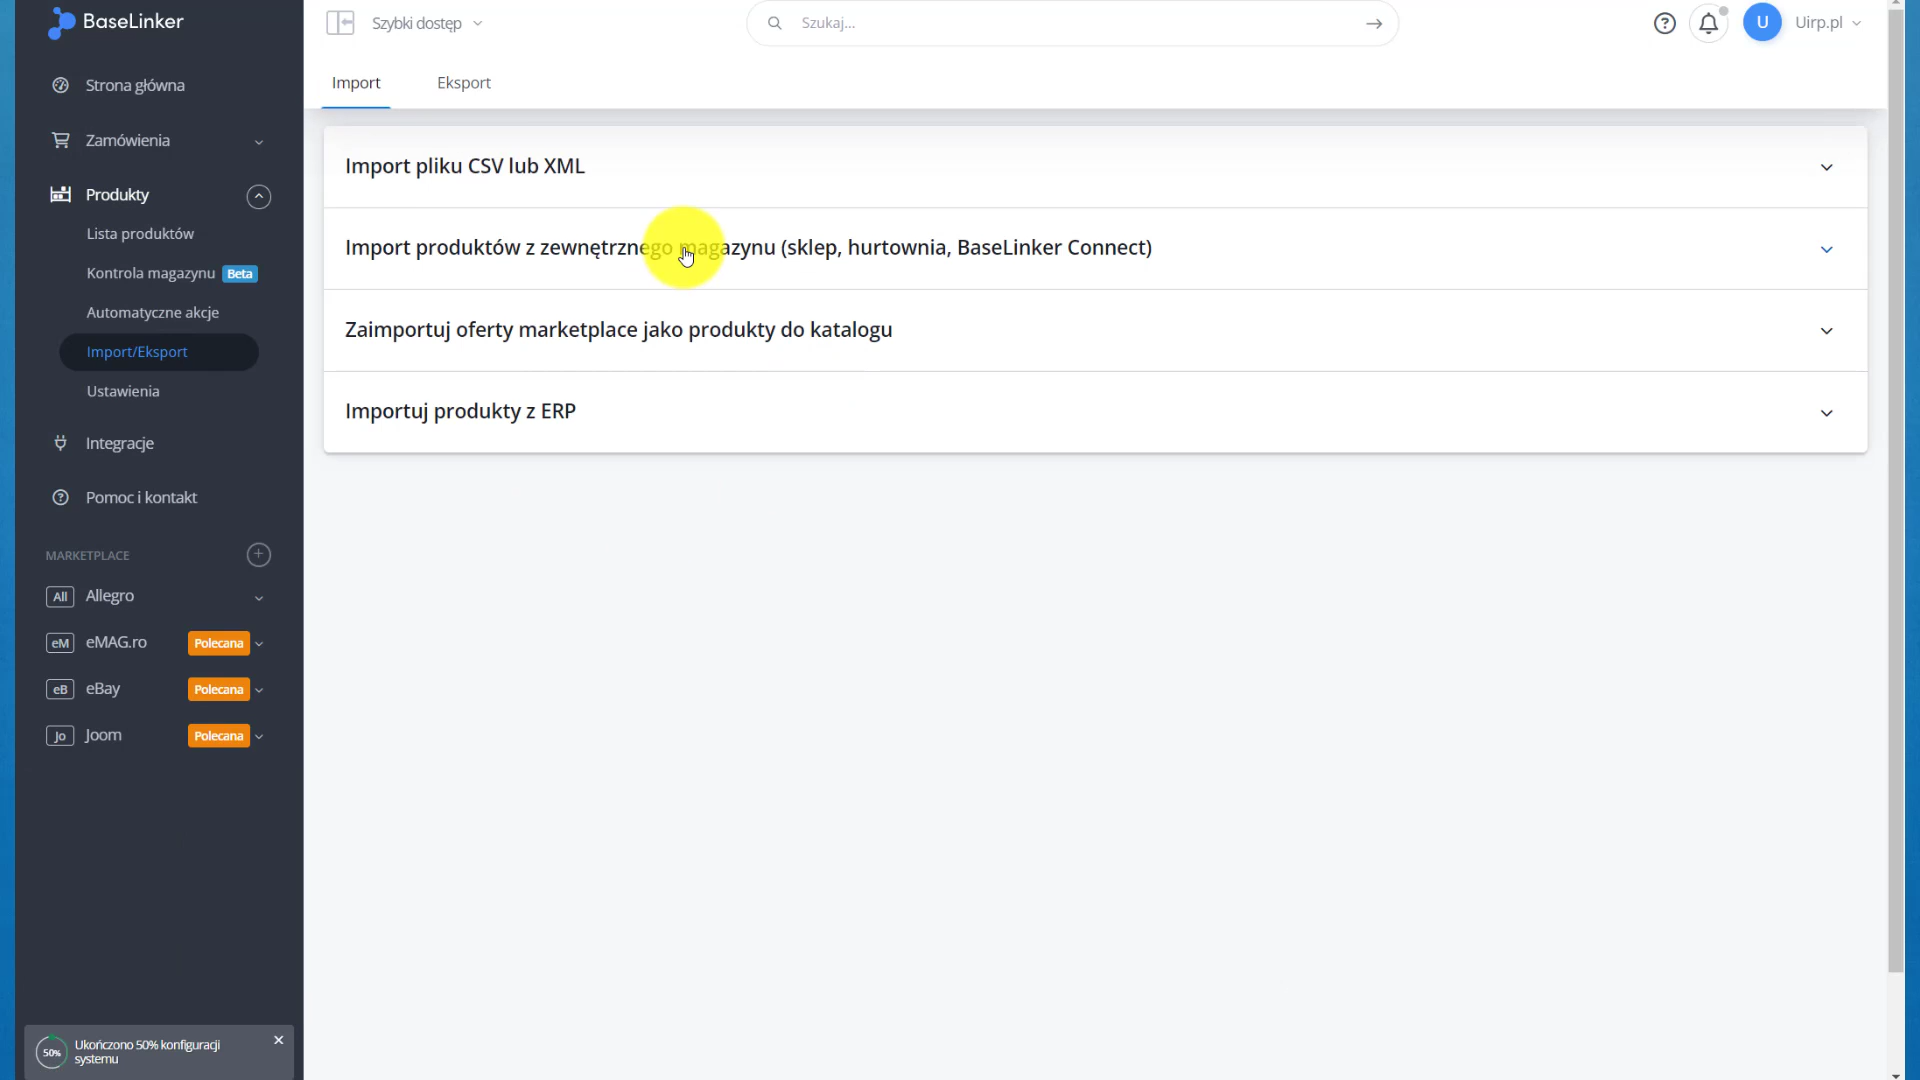 BaseLinker
Szybki dostęp
Szukaj...
U
Uirp.pl
Strona główna
Zamówienia
Produkty
Lista produktów
Kontrola magazynu Beta
Automatyczne akcje
Import/Eksport
Ustawienia
Integracje
Pomoc i kontakt
MARKETPLACE
All Allegro
eM eMAG.ro Polecana
eB eBay Polecana
Jo Joom Polecana
50% Ukończono 50% konfiguracji
systemu
Import Eksport
Import pliku CSV lub XML
Import produktów z zewnętrznego magazynu (sklep, hurtownia, BaseLinker Connect)
Zaimportuj oferty marketplace jako produkty do katalogu
Importuj produkty z ERP